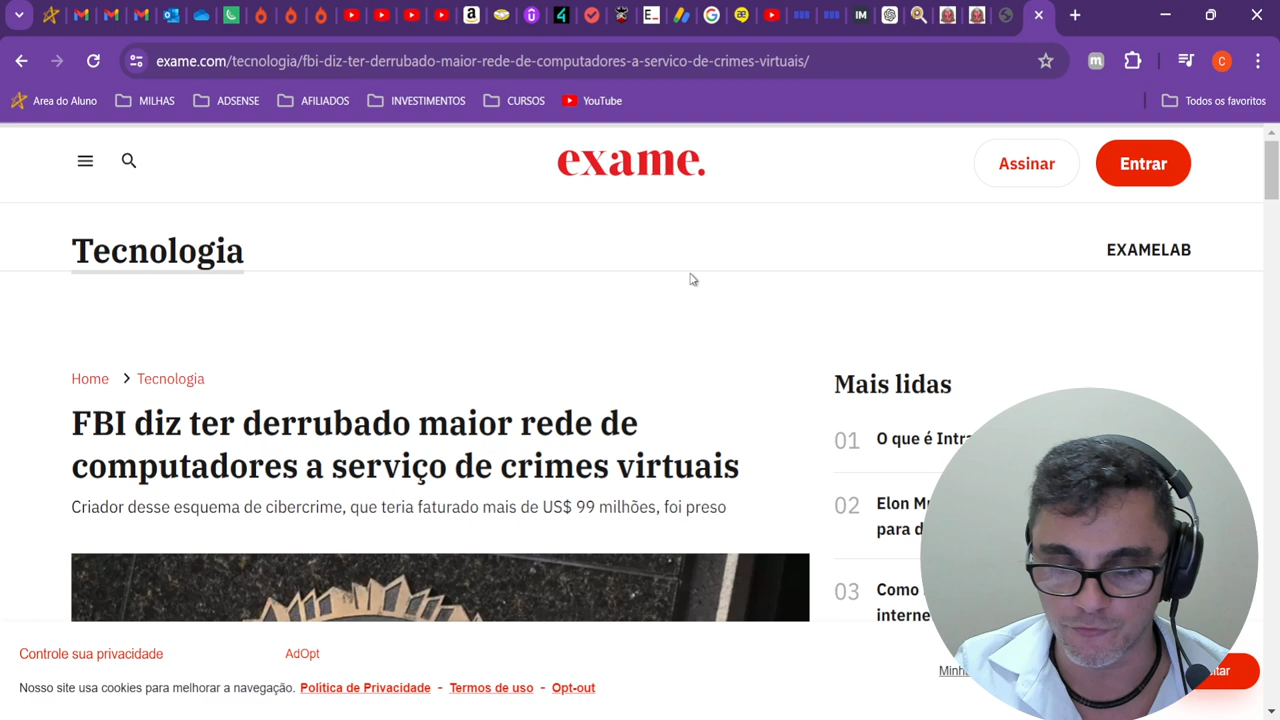 exame.com/tecnologia/fbi-diz-ter-derrubado-maior-rede-de-computadores-a-servico-de-crimes-virtuais/
Area do Aluno
MILHAS
ADSENSE
AFILIADOS
INVESTIMENTOS
CURSOS
YouTube
Todos os favoritos
exame.
Assinar
Entrar
Tecnologia
EXAMELAB
Home > Tecnologia
FBI diz ter derrubado maior rede de
computadores a serviço de crimes virtuais
Criador desse esquema de cibercrime, que teria faturado mais de US$ 99 milhões, foi preso
Mais lidas
01 O que é
02 Elon
para
03 Como
Controle sua privacidade
AdOpt
Nosso site usa cookies para melhorar a navegação. Política de Privacidade - Termos de uso - Opt-out